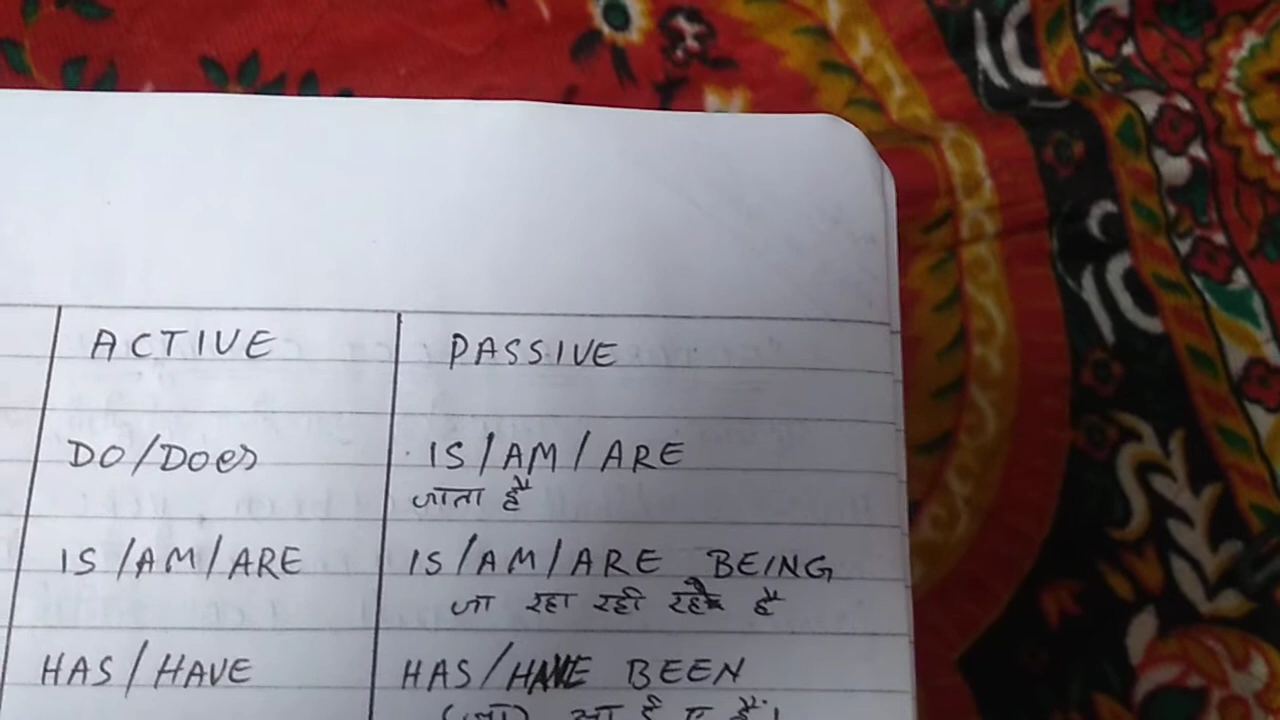 ACTIVE PASSIVE
DO/DOES IS/AM/ARE
जाता है
IS/AM/ARE IS/AM/ARE BEING
जा रहा रही रहे हैं
HAS/HAVE HAS/HAVE BEEN
(जा)